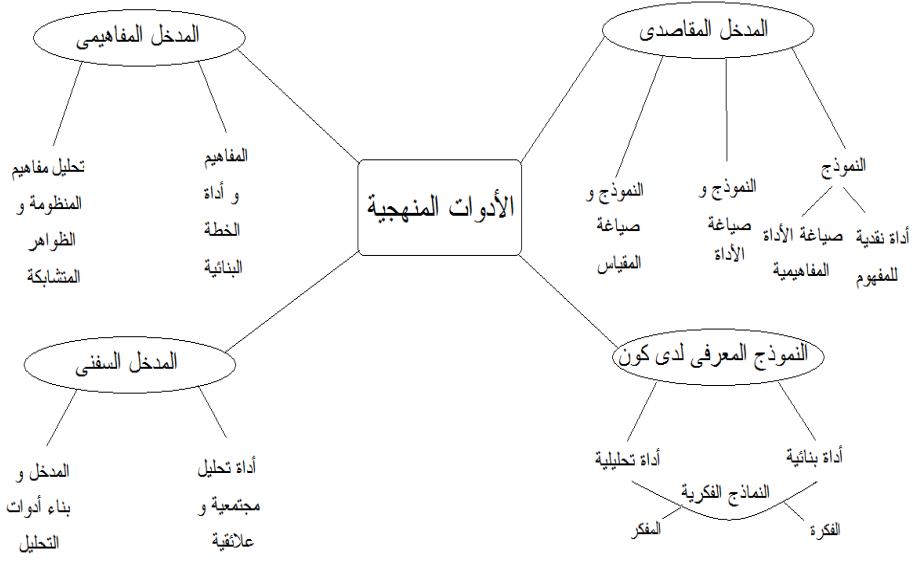 المدخل المقاصدى
النموذج
أداة نقدية
للمفهوم
صياغة الأداة
المفاهيمية
النموذج و
صياغة
الأداة
النموذج و
صياغة
المقياس
المدخل المفاهيمى
المفاهيم
و أداة
الخطة
البنائية
تحليل مفاهيم
المنظومة و
الظواهر
المتشابكة
الأدوات المنهجية
النموذج المعرفى لدى كون
أداة بنائية
أداة تحليلية
النماذج الفكرية
الفكرة
المفكر
المدخل السفنى
أداة تحليل
مجتمعية و
علائقية
المدخل و
بناء أدوات
التحليل